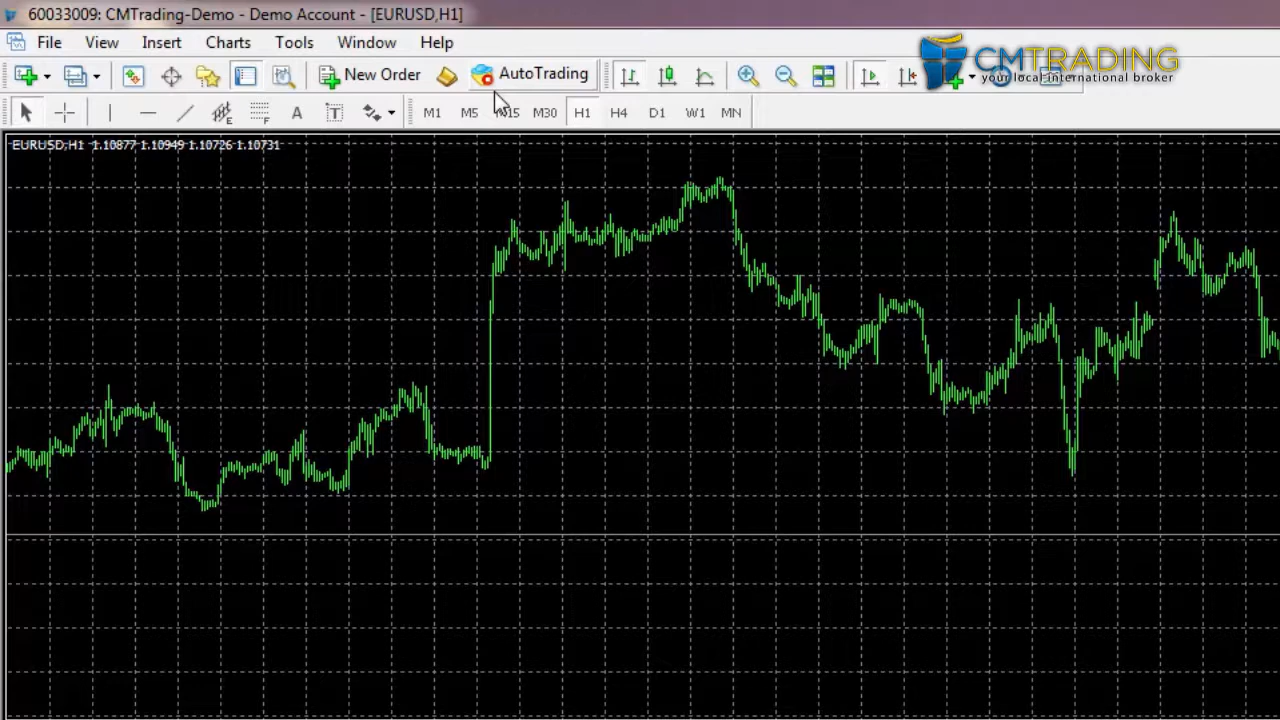 60033009: CMTrading-Demo - Demo Account - [EURUSD,H1]
File View Insert Charts Tools Window Help
New Order AutoTrading
CMTRADING
your local international broker
A T M1 M5 M15 M30 H1 H4 D1 W1 MN
EURUSD,H1 1.10877 1.10949 1.10726 1.10731